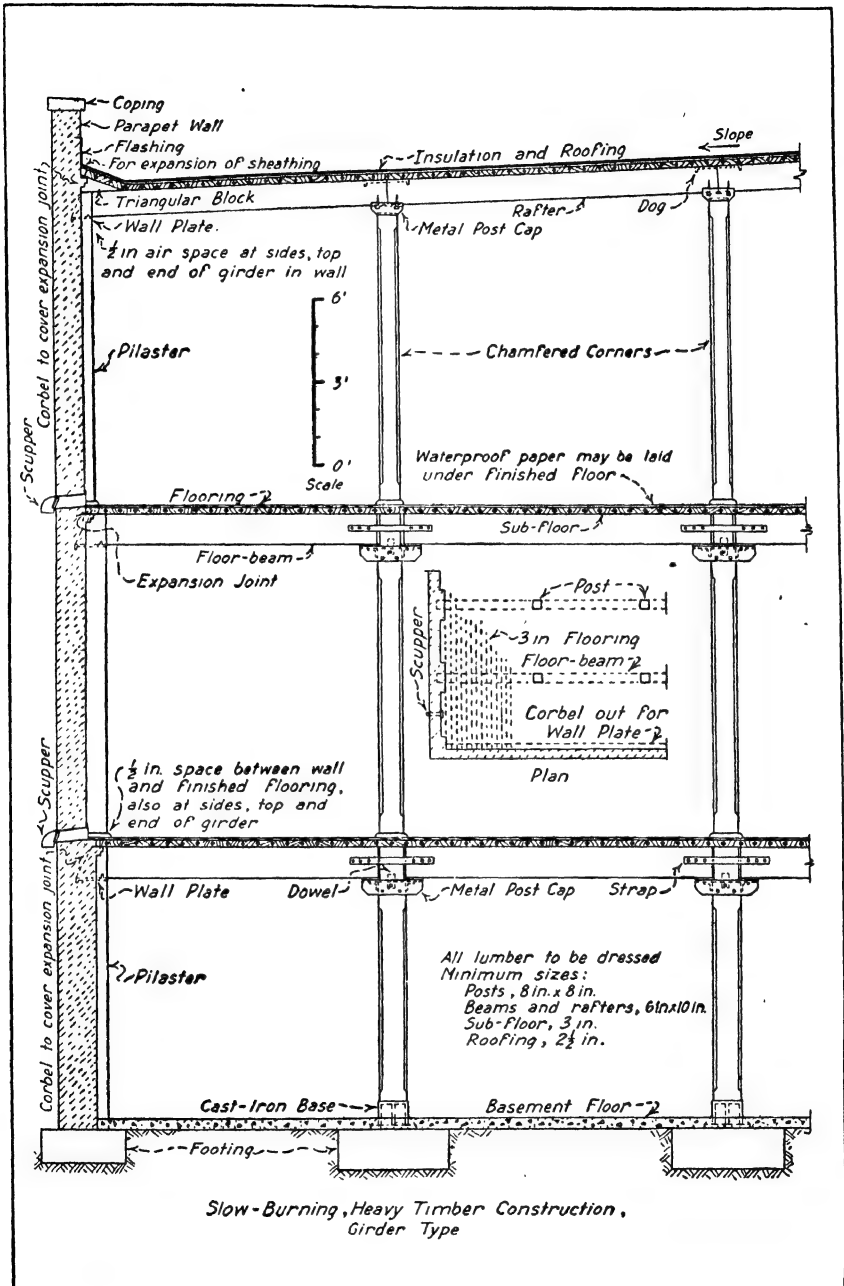 Coping
Parapet Wall
Flashing
For expansion of sheathing
Insulation and Roofing
Slope
Triangular Block
Rafter
Dog
Wall Plate.
Metal Post Cap
½ in air space at sides, top
and end of girder in wall
Corbel to cover expansion joint
6'
3'
0'
Scale
Pilaster
Chamfered Corners
Scupper
Waterproof paper may be laid
under finished floor
Flooring
Sub-floor
Floor-beam
Expansion Joint
Post
3 in Flooring
Floor-beam
Scupper
Corbel out for
Wall Plate
Plan
Scupper
½ in. space between wall
and finished flooring,
also at sides, top and
end of girder
Wall Plate
Dowel
Metal Post Cap
Strap
Corbel to cover expansion joint
Pilaster
All lumber to be dressed
Minimum sizes:
Posts, 8 in. x 8 in.
Beams and rafters, 6inx10in.
Sub-floor, 3 in.
Roofing, 2½ in.
Cast-Iron Base
Basement Floor
Footing
Slow-Burning, Heavy Timber Construction,
Girder Type